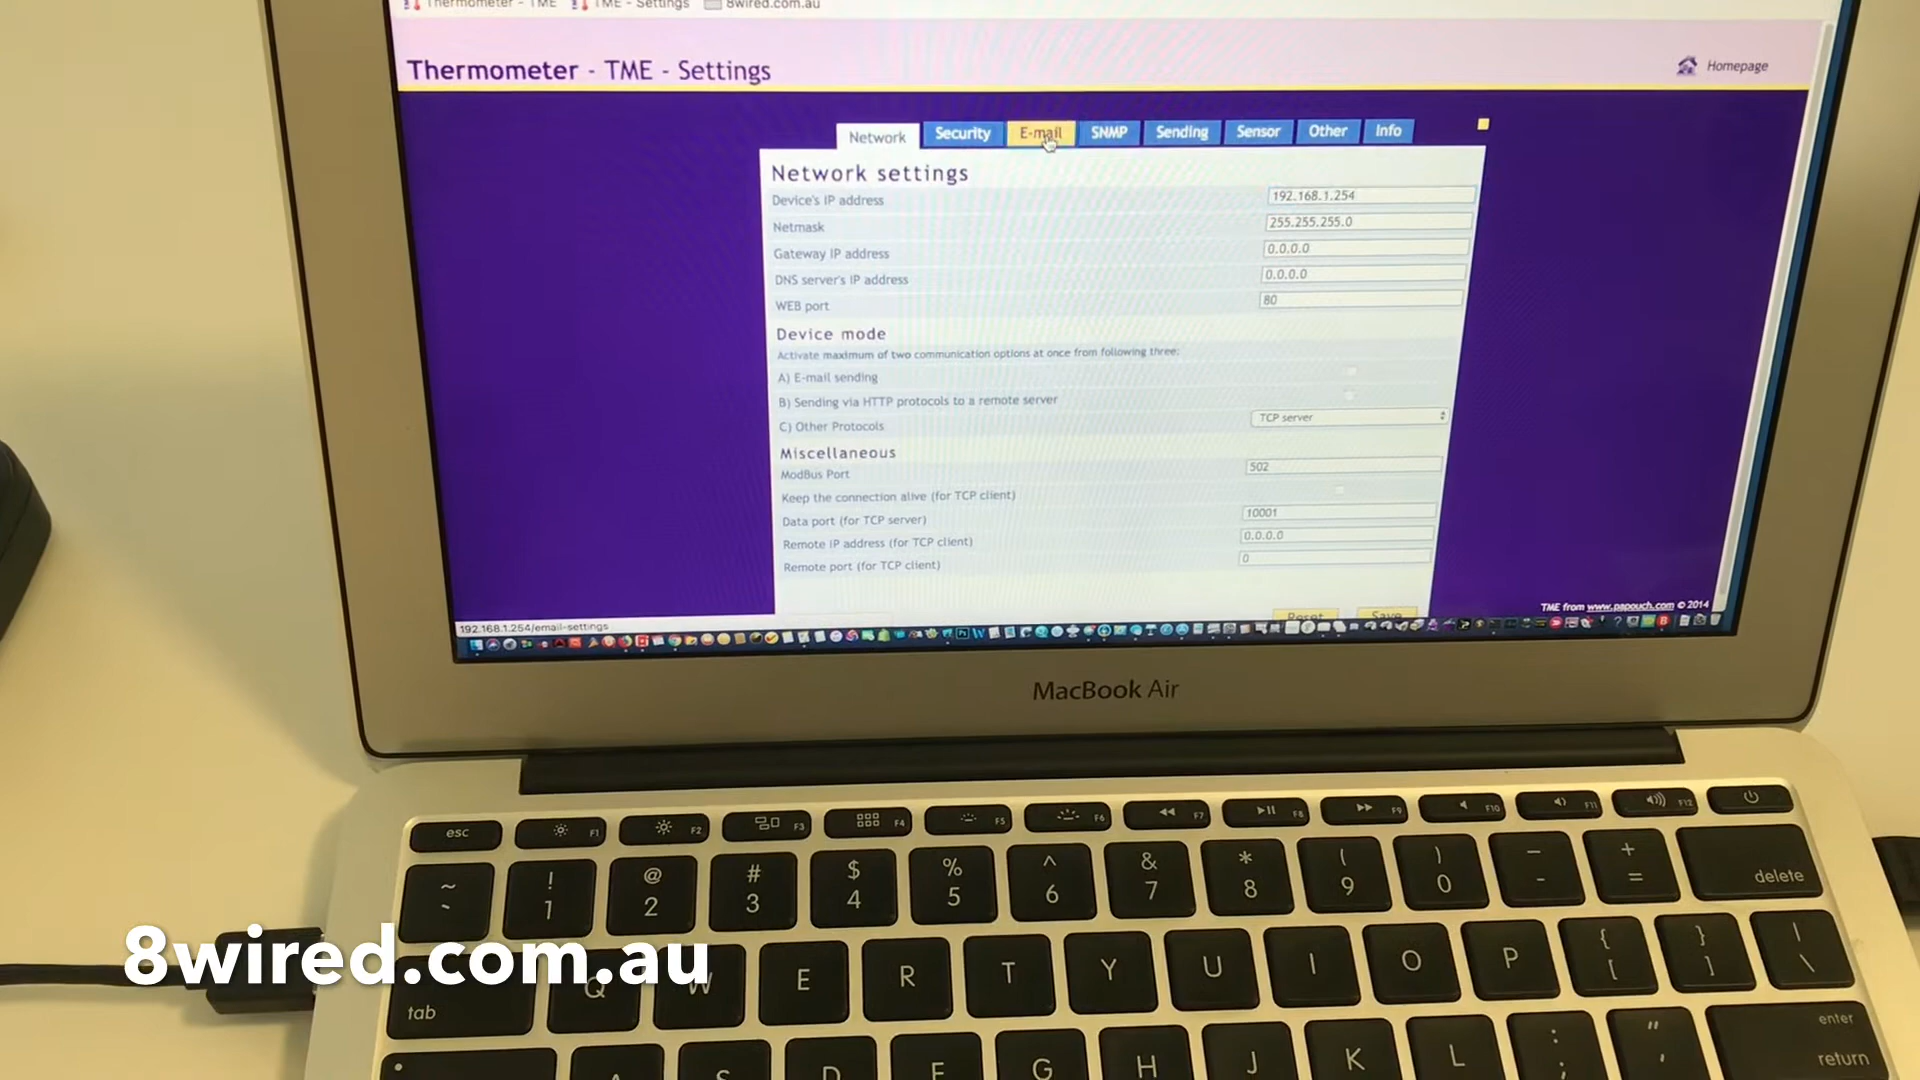 Thermometer - TME TME - Settings 8wired.com.au
Thermometer - TME - Settings
Homepage
Network Security E-mail SNMP Sending Sensor Other Info
Network settings
Device's IP address 192.168.1.254
Netmask 255.255.255.0
Gateway IP address 0.0.0.0
DNS server's IP address 0.0.0.0
WEB port 80
Device mode
Activate maximum of two communication options at once from following three:
A) E-mail sending
B) Sending via HTTP protocols to a remote server
C) Other Protocols TCP server
Miscellaneous
ModBus Port 502
Keep the connection alive (for TCP client)
Data port (for TCP server) 10001
Remote IP address (for TCP client) 0.0.0.0
Remote port (for TCP client) 0
Reset Save
TME from www.papouch.com © 2014
192.168.1.254/email-settings
MacBook Air
esc F1 F2 F3 F4 F5 F6 F7 F8 F9 F10 F11 F12
~ ! @ # $ % ^ & * ( ) _ +
` 1 2 3 4 5 6 7 8 9 0 - = delete
8wired.com.au
tab Q W E R T Y U I O P { [ } ] | \
A S D F G H J K L : ; " ' enter return